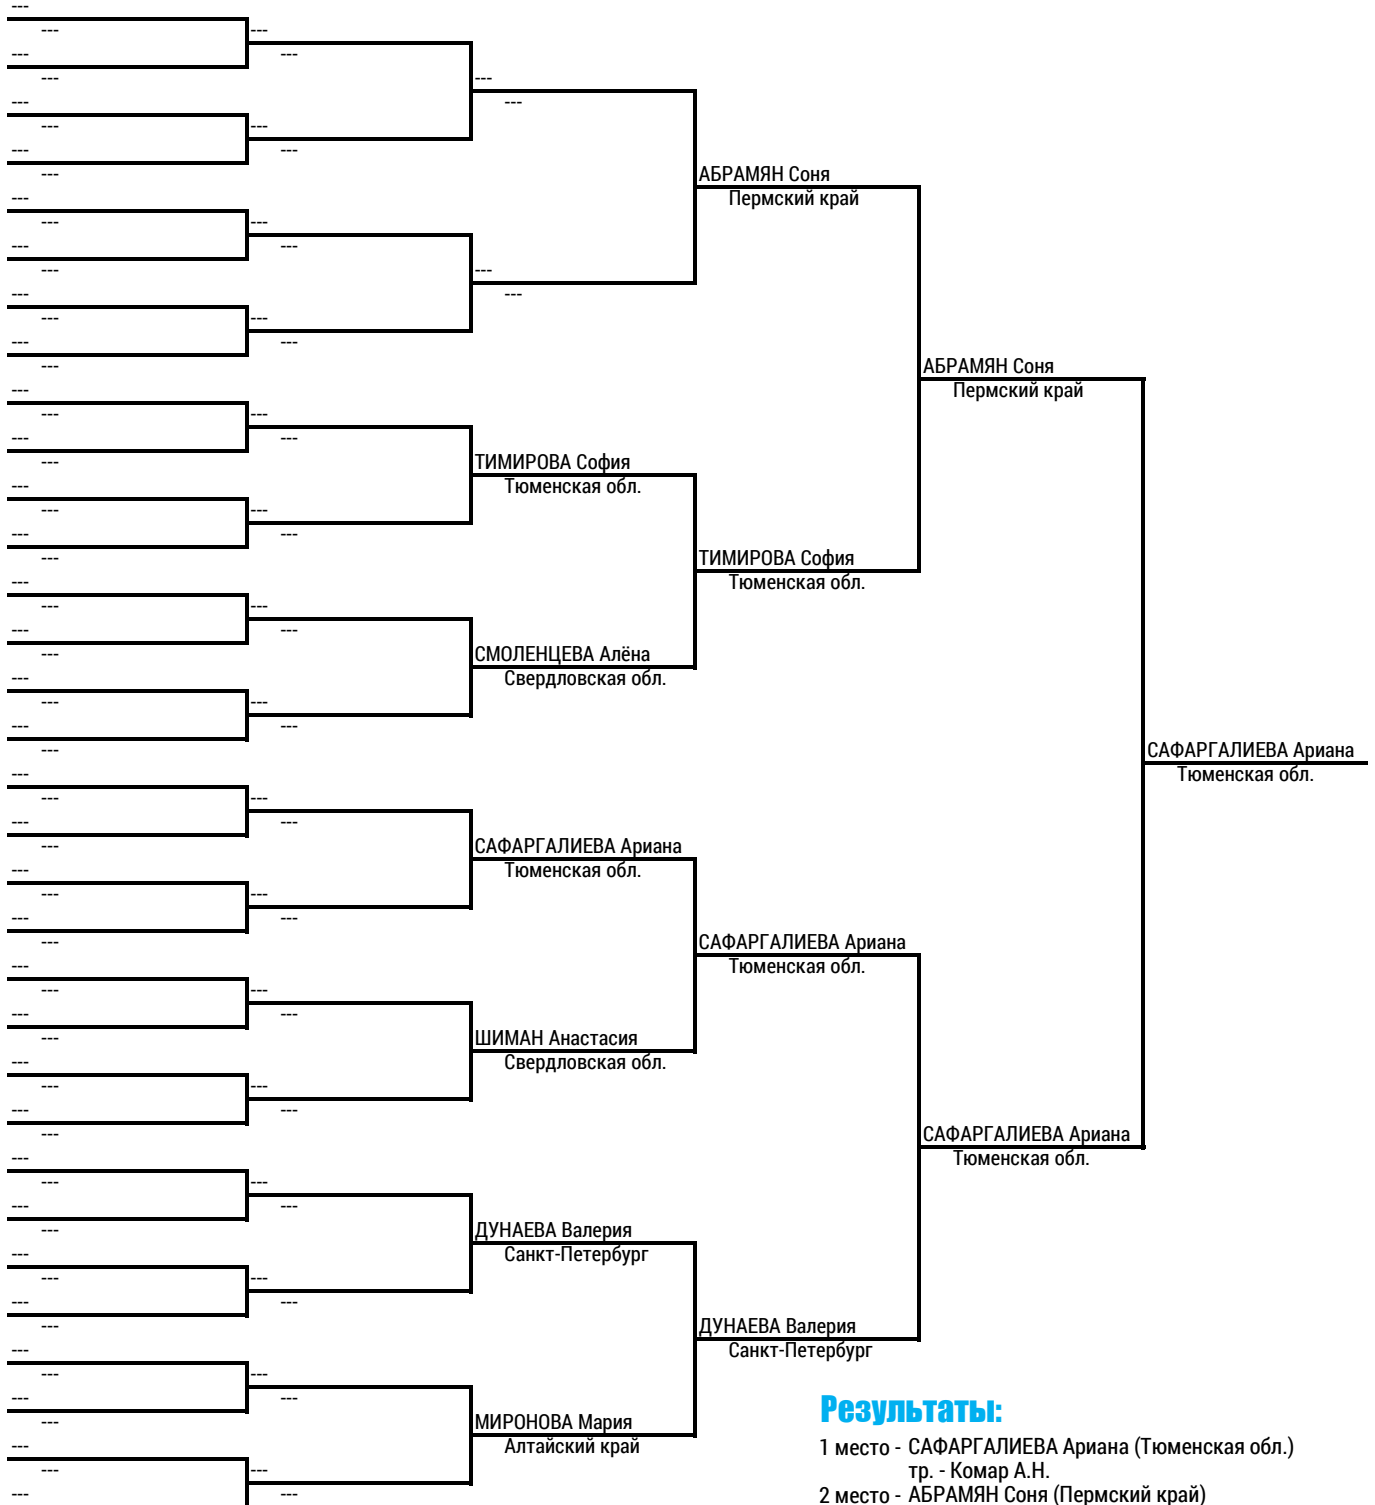 ---
--- ---
--- ---
--- ---
--- ---
--- ---
--- ---
--- АБРАМЯН Соня
--- Пермский край
--- ---
--- ---
--- ---
--- ---
--- ---
--- ---
--- АБРАМЯН Соня
--- Пермский край
--- ---
--- ---
--- ТИМИРОВА София
--- Тюменская обл.
--- ---
--- ---
--- ТИМИРОВА София
--- Тюменская обл.
--- ---
--- ---
--- СМОЛЕНЦЕВА Алёна
--- Свердловская обл.
--- ---
--- ---
--- САФАРГАЛИЕВА Ариана
--- Тюменская обл.
--- ---
--- ---
--- САФАРГАЛИЕВА Ариана
--- Тюменская обл.
--- ---
--- ---
--- САФАРГАЛИЕВА Ариана
--- Тюменская обл.
--- ---
--- ---
--- ШИМАН Анастасия
--- Свердловская обл.
--- ---
--- ---
--- САФАРГАЛИЕВА Ариана
--- Тюменская обл.
--- ---
--- ---
--- ДУНАЕВА Валерия
--- Санкт-Петербург
--- ---
--- ---
--- ДУНАЕВА Валерия
--- Санкт-Петербург
--- ---
--- ---
Результаты:
--- МИРОНОВА Мария
--- Алтайский край
1 место - САФАРГАЛИЕВА Ариана (Тюменская обл.)
--- ---
тр. - Комар А.Н.
--- ---
2 место - АБРАМЯН Соня (Пермский край)